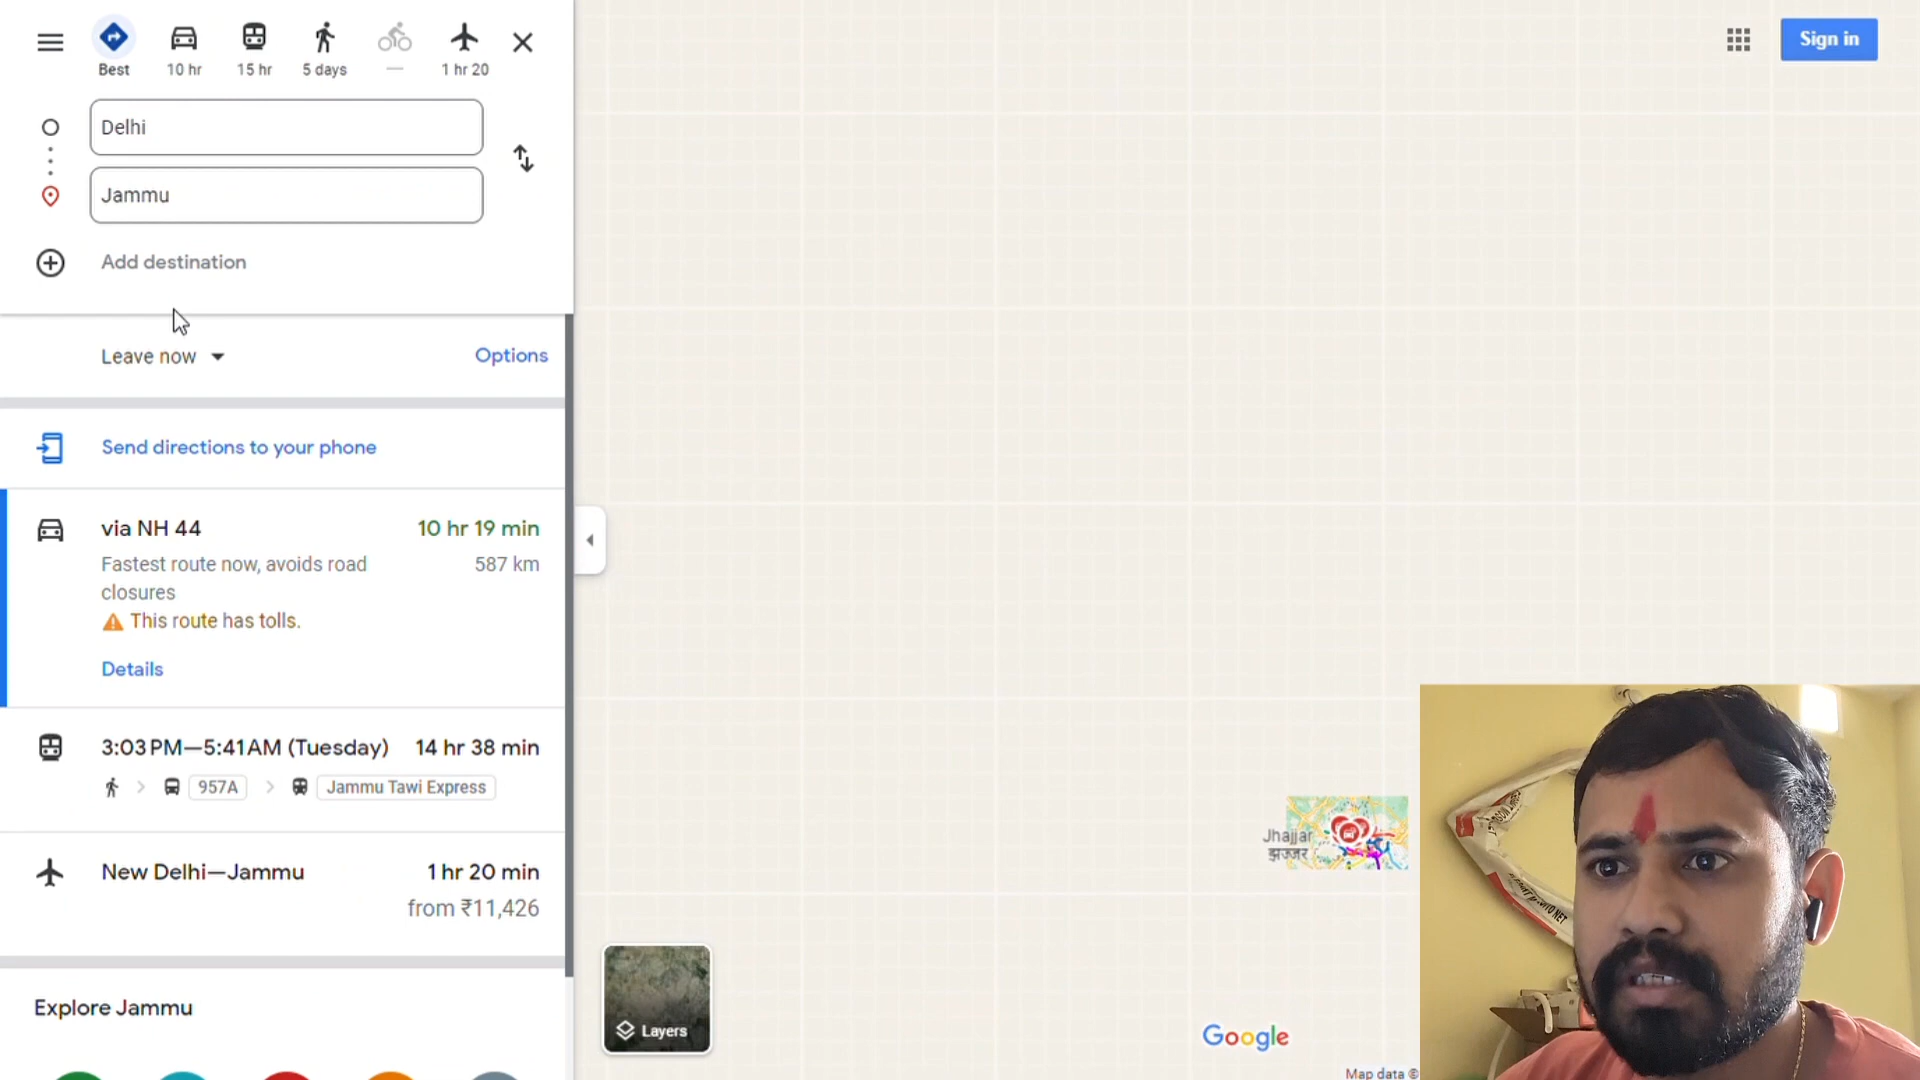 Best
10 hr
15 hr
5 days
—
1 hr 20
Sign in
Delhi
Jammu
Add destination
Leave now
Options
Send directions to your phone
via NH 44
10 hr 19 min
Fastest route now, avoids road
closures
587 km
This route has tolls.
Details
3:03 PM—5:41 AM (Tuesday)
14 hr 38 min
957A
Jammu Tawi Express
New Delhi—Jammu
1 hr 20 min
from ₹11,426
Explore Jammu
Layers
Jhajjar
झज्जर
Google
Map data ©